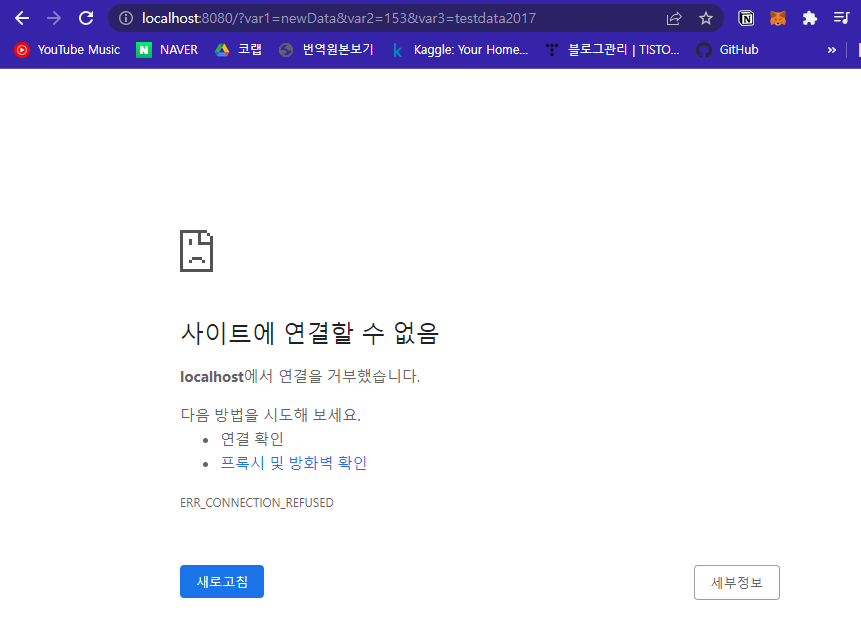 localhost:8080/?var1=newData&var2=153&var3=testdata2017
YouTube Music N NAVER 코랩 번역원본보기 k Kaggle: Your Home... 블로그관리 | TISTO... GitHub »
사이트에 연결할 수 없음
localhost에서 연결을 거부했습니다.
다음 방법을 시도해 보세요.
• 연결 확인
• 프록시 및 방화벽 확인
ERR_CONNECTION_REFUSED
새로고침 세부정보